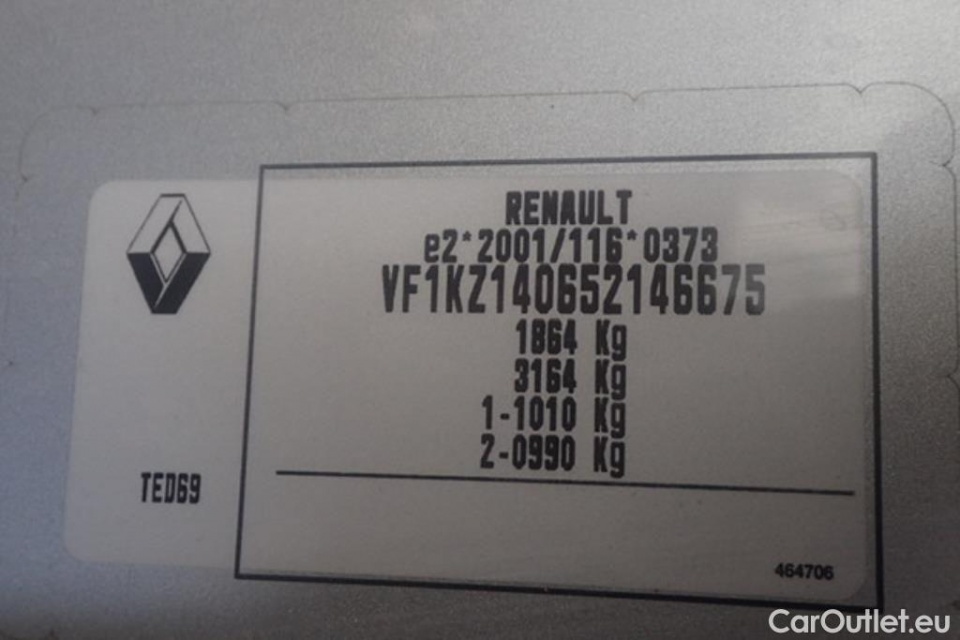 RENAULT
e2*2001/116*0373
VF1KZ140652146675
1864 Kg
3164 Kg
1-1010 Kg
2-0990 Kg
TED69
464706
CarOutlet.eu